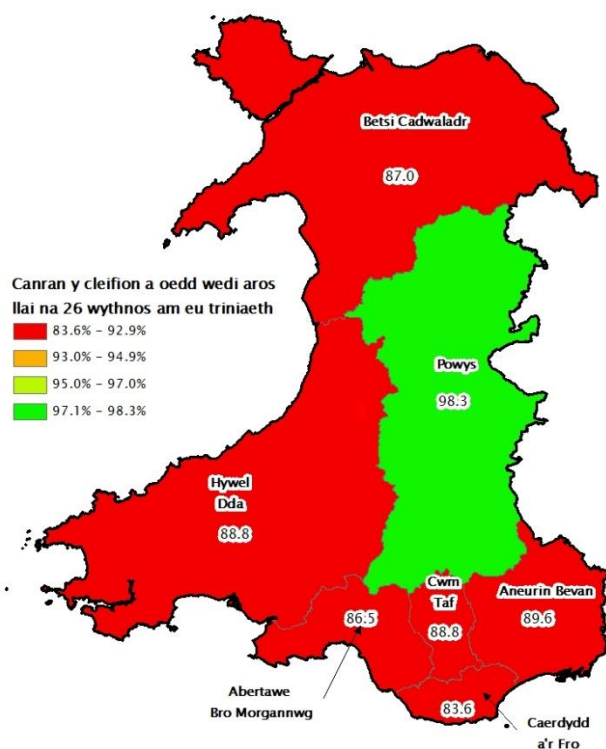 Betsi Cadwaladr
87.0
Canran y cleifion a oedd wedi aros
llai na 26 wythnos am eu triniaeth
83.6% – 92.9%
93.0% – 94.9%
95.0% – 97.0%
97.1% – 98.3%
Powys
98.3
Hywel
Dda
88.8
Cwm
Taf
88.8
Aneurin Bevan
89.6
86.5
Abertawe
Bro Morgannwg
83.6
Caerdydd
a'r Fro